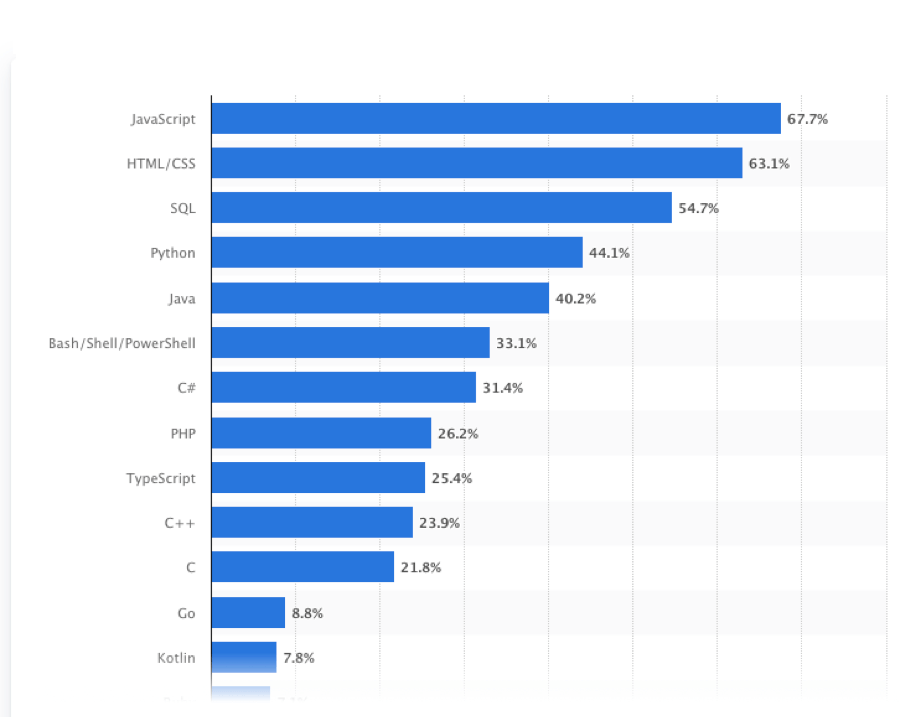 JavaScript 67.7%
HTML/CSS 63.1%
SQL 54.7%
Python 44.1%
Java 40.2%
Bash/Shell/PowerShell 33.1%
C# 31.4%
PHP 26.2%
TypeScript 25.4%
C++ 23.9%
C 21.8%
Go 8.8%
Kotlin 7.8%